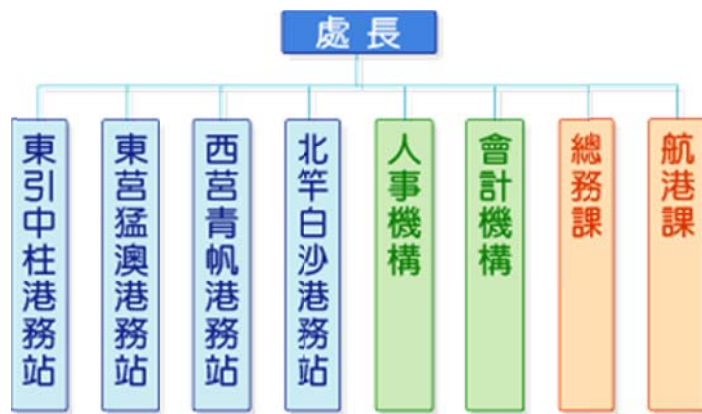 處長
東引中柱港務站
東莒猛澳港務站
西莒青帆港務站
北竿白沙港務站
人事機構
會計機構
總務課
航港課